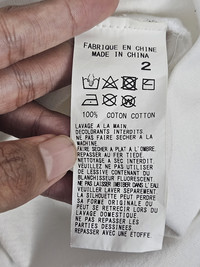 FABRIQUE EN CHINE
MADE IN CHINA
2
100% COTON COTTON
LAVAGE A LA MAIN
DECOLORANTS INTERDITS.
NE PAS FAIRE SECHER A LA
MACHINE.
FAIRE SECHER A PLAT A L'OMBRE.
REPASSER AU FER TIEDE
NETTOYAGE A SEC INTERDIT
VEUILLEZ NE PAS UTILISER
DE LESSIVE CONTENANT DU
BLANCHISSEUR FLUORESCENT.
NE PAS LAISSER IMBIBER DANS L'EAU
VEUILLEZ LAVER SEPAREMENT
LA SILHOUETTE PEUT PERDRE
SA FORME ORIGINALE OU
PEUT SE RETRECIR LORS DU
LAVAGE DOMESTIQUE
NE PAS REPASSER LES
PARTIES DESSINEES.
REPASSER AVEC UNE ETOFFE.